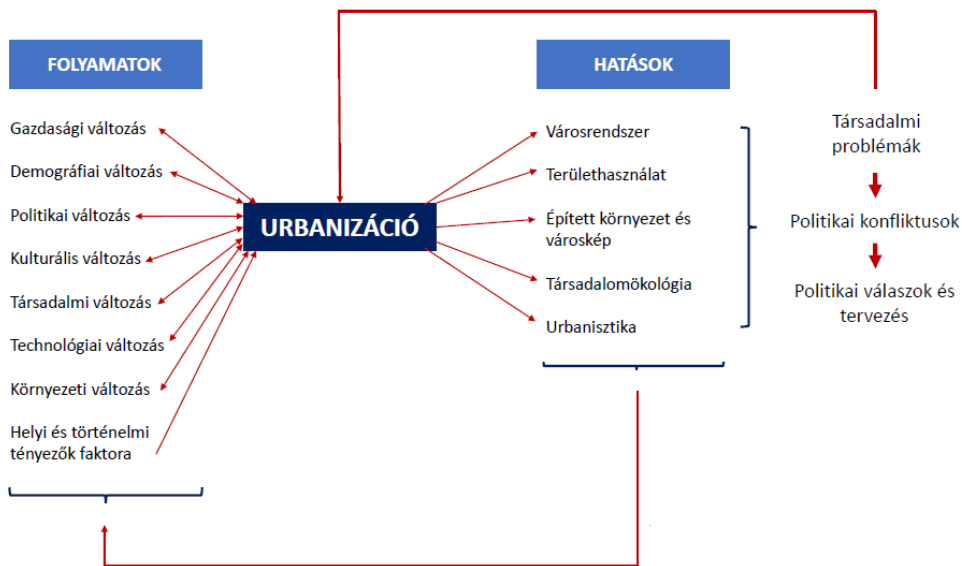 FOLYAMATOK
Gazdasági változás
Demográfiai változás
Politikai változás
Kulturális változás
Társadalmi változás
Technológiai változás
Környezeti változás
Helyi és történelmi
tényezők faktora
URBANIZÁCIÓ
HATÁSOK
Városrendszer
Területhasználat
Épített környezet és
városkép
Társadalomökológia
Urbanisztika
Társadalmi
problémák
Politikai konfliktusok
Politikai válaszok és
tervezés